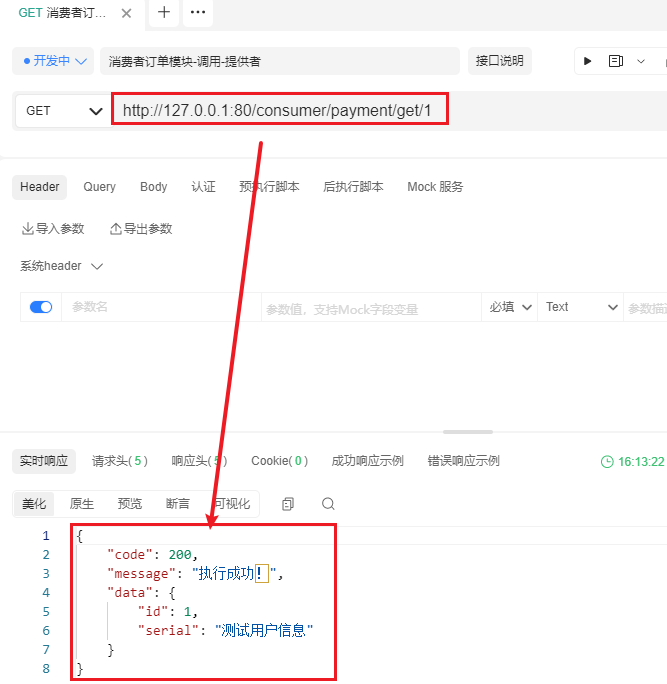 GET 消费者订... × + ···
开发中 消费者订单模块-调用-提供者 接口说明
GET http://127.0.0.1:80/consumer/payment/get/1
Header Query Body 认证 预执行脚本 后执行脚本 Mock 服务
导入参数 导出参数
系统header
参数名 参数值，支持Mock字段变量 必填 Text 参数描
实时响应 请求头(5) 响应头(5) Cookie(0) 成功响应示例 错误响应示例 16:13:22
美化 原生 预览 断言 可视化
1 {
2 "code": 200,
3 "message": "执行成功！",
4 "data": {
5 "id": 1,
6 "serial": "测试用户信息"
7 }
8 }